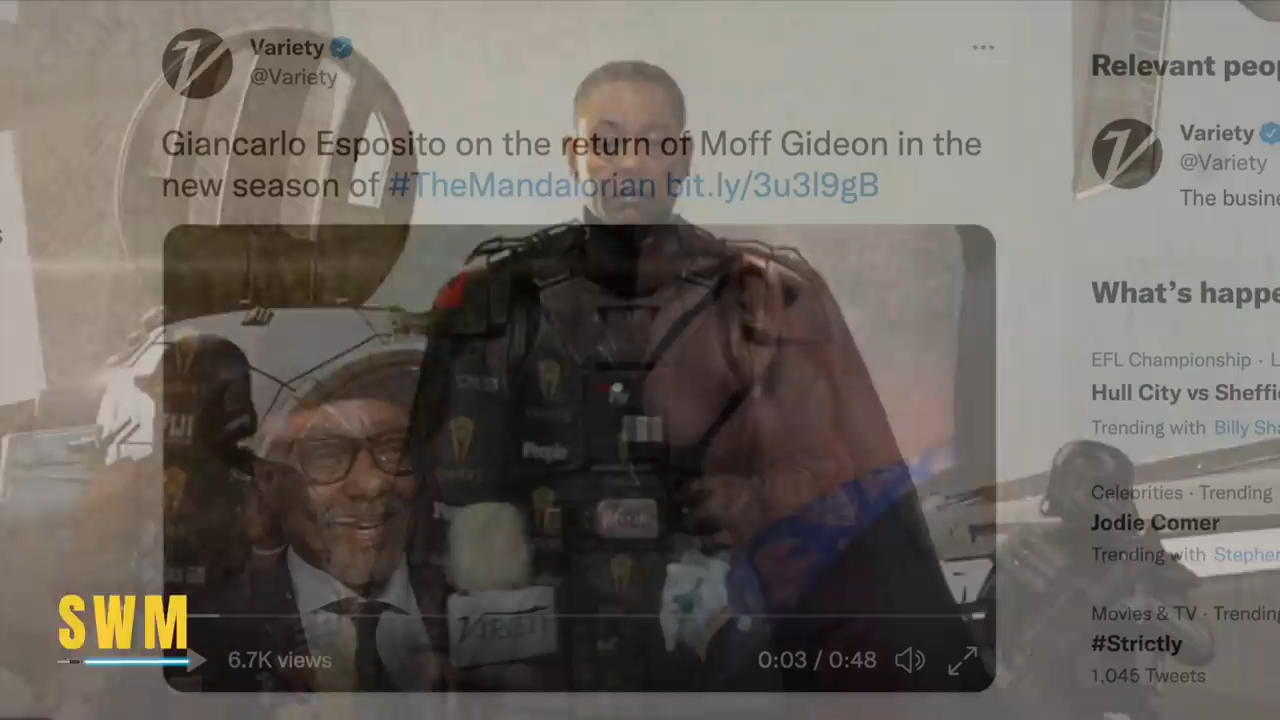 Variety
@Variety
Giancarlo Esposito on the return of Moff Gideon in the
new season of #TheMandalorian bit.ly/3u3l9gB
People
VARIETY
SWM
6.7K views
0:03 / 0:48
Relevant peop
Variety
@Variety
The busine
What's happe
EFL Championship · L
Hull City vs Sheffie
Trending with Billy Sha
Celebrities · Trending
Jodie Comer
Trending with Stephen
Movies & TV · Trending
#Strictly
1,045 Tweets